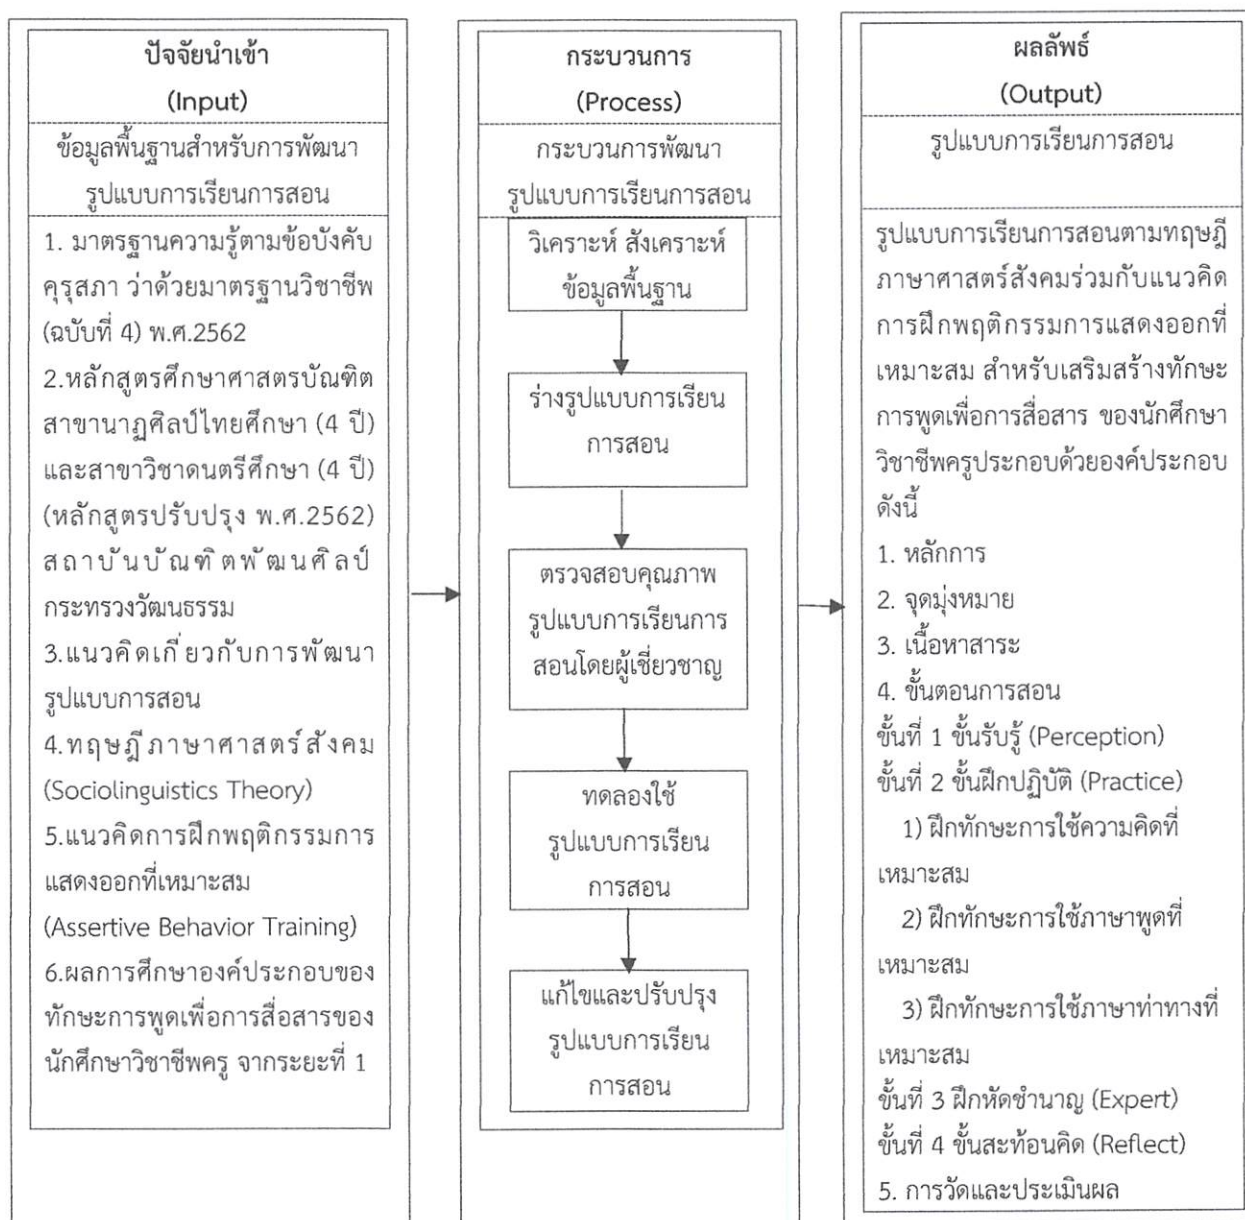 ปัจจัยนำเข้า
(Input)
ข้อมูลพื้นฐานสำหรับการพัฒนา
รูปแบบการเรียนการสอน
1. มาตรฐานความรู้ตามข้อบังคับ
คุรุสภา ว่าด้วยมาตรฐานวิชาชีพ
(ฉบับที่ 4) พ.ศ.2562
2.หลักสูตรศึกษาศาสตรบัณฑิต
สาขานาฏศิลป์ไทยศึกษา (4 ปี)
และสาขาวิชาดนตรีศึกษา (4 ปี)
(หลักสูตรปรับปรุง พ.ศ.2562)
สถาบันบัณฑิตพัฒนศิลป์
กระทรวงวัฒนธรรม
3.แนวคิดเกี่ยวกับการพัฒนา
รูปแบบการสอน
4.ทฤษฎีภาษาศาสตร์สังคม
(Sociolinguistics Theory)
5.แนวคิดการฝึกพฤติกรรมการ
แสดงออกที่เหมาะสม
(Assertive Behavior Training)
6.ผลการศึกษาองค์ประกอบของ
ทักษะการพูดเพื่อการสื่อสารของ
นักศึกษาวิชาชีพครู จากระยะที่ 1
กระบวนการ
(Process)
กระบวนการพัฒนา
รูปแบบการเรียนการสอน
วิเคราะห์ สังเคราะห์
ข้อมูลพื้นฐาน
ร่างรูปแบบการเรียน
การสอน
ตรวจสอบคุณภาพ
รูปแบบการเรียนการ
สอนโดยผู้เชี่ยวชาญ
ทดลองใช้
รูปแบบการเรียน
การสอน
แก้ไขและปรับปรุง
รูปแบบการเรียน
การสอน
ผลลัพธ์
(Output)
รูปแบบการเรียนการสอน
รูปแบบการเรียนการสอนตามทฤษฎี
ภาษาศาสตร์สังคมร่วมกับแนวคิด
การฝึกพฤติกรรมการแสดงออกที่
เหมาะสม สำหรับเสริมสร้างทักษะ
การพูดเพื่อการสื่อสาร ของนักศึกษา
วิชาชีพครูประกอบด้วยองค์ประกอบ
ดังนี้
1. หลักการ
2. จุดมุ่งหมาย
3. เนื้อหาสาระ
4. ขั้นตอนการสอน
ขั้นที่ 1 ขั้นรับรู้ (Perception)
ขั้นที่ 2 ขั้นฝึกปฏิบัติ (Practice)
1) ฝึกทักษะการใช้ความคิดที่
เหมาะสม
2) ฝึกทักษะการใช้ภาษาพูดที่
เหมาะสม
3) ฝึกทักษะการใช้ภาษาท่าทางที่
เหมาะสม
ขั้นที่ 3 ฝึกหัดชำนาญ (Expert)
ขั้นที่ 4 ขั้นสะท้อนคิด (Reflect)
5. การวัดและประเมินผล